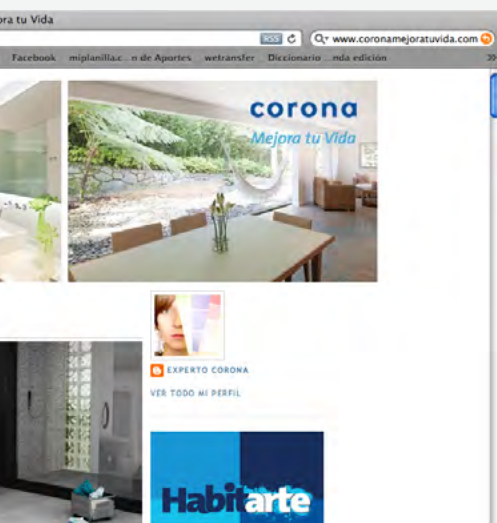 ra tu Vida
RSS
www.coronamejoratuvida.com
Facebook miplanilla.c...n de Aportes wetransfer Diccionario ...nda edición
corona
Mejora tu Vida
EXPERTO CORONA
VER TODO MI PERFIL
Habitarte